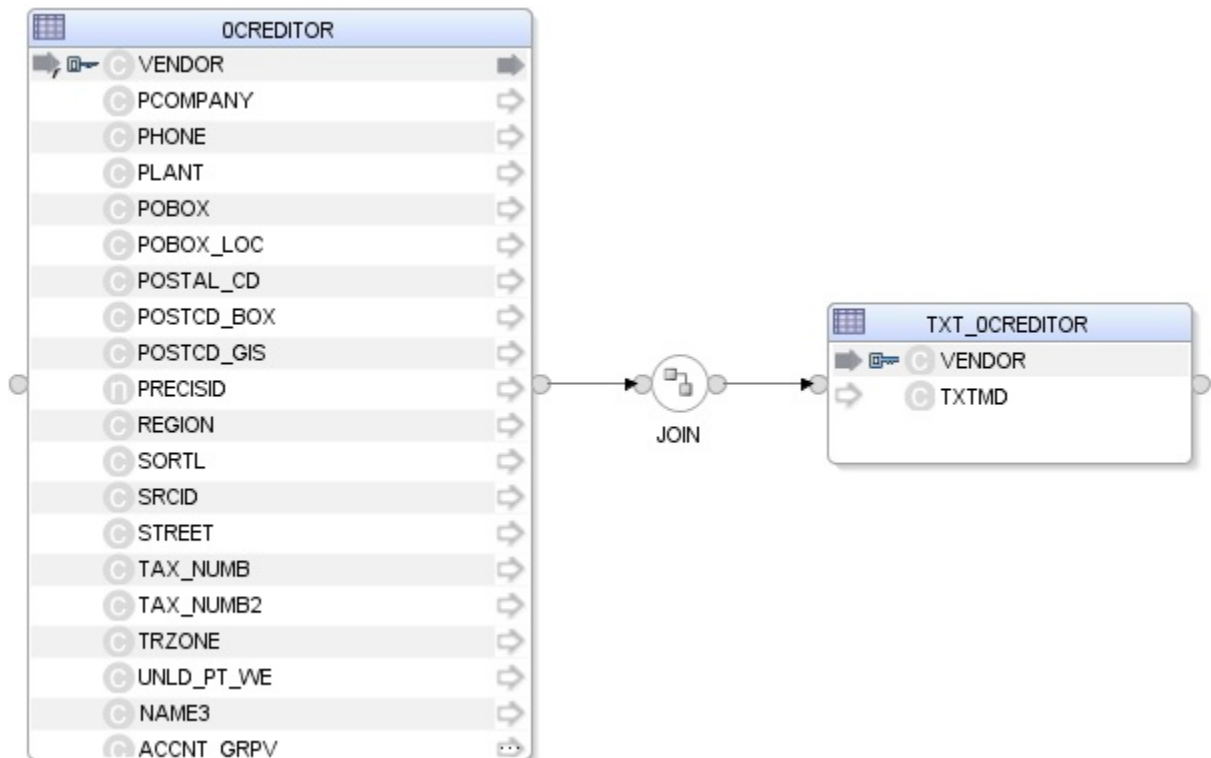 0CREDITOR
VENDOR
PCOMPANY
PHONE
PLANT
POBOX
POBOX_LOC
POSTAL_CD
POSTCD_BOX
POSTCD_GIS
PRECISID
REGION
SORTL
SRCID
STREET
TAX_NUMB
TAX_NUMB2
TRZONE
UNLD_PT_WE
NAME3
ACCNT_GRPV
JOIN
TXT_0CREDITOR
VENDOR
TXTMD